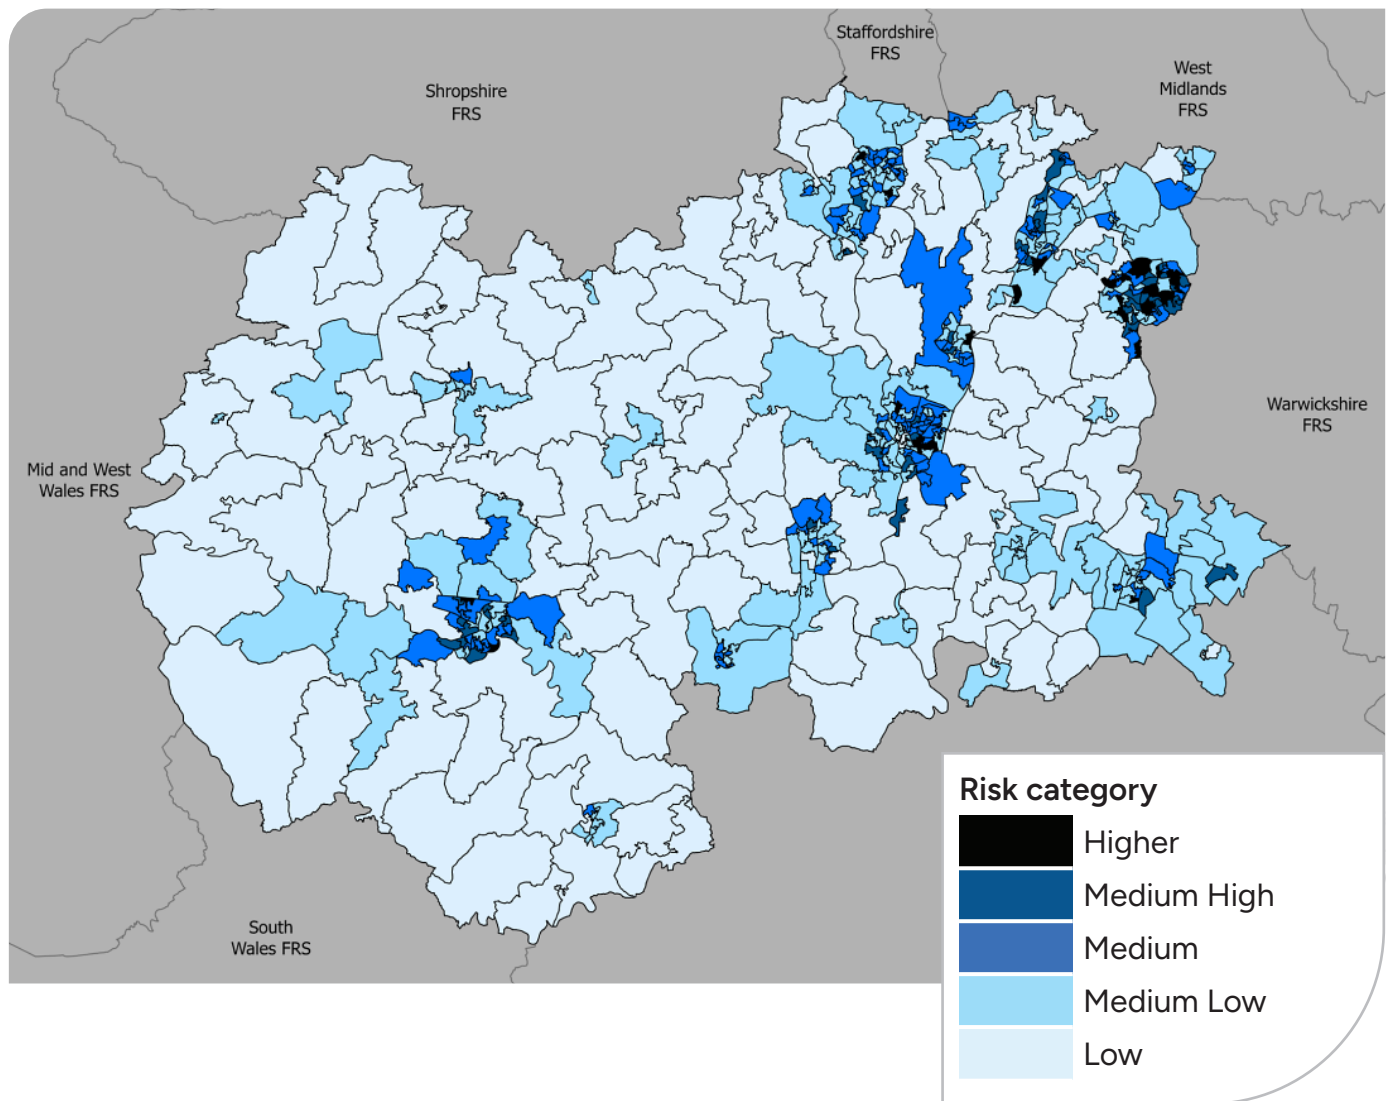 Staffordshire
FRS
West
Midlands
FRS
Shropshire
FRS
Warwickshire
FRS
Mid and West
Wales FRS
South
Wales FRS
Risk category
Higher
Medium High
Medium
Medium Low
Low